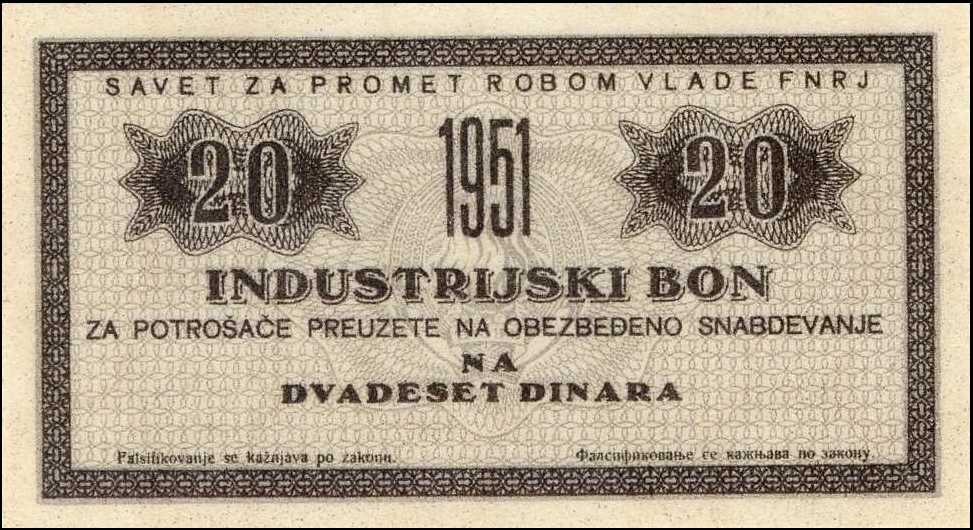 SAVET ZA PROMET ROBOM VLADE FNRJ
20 1951 20
INDUSTRIJSKI BON
ZA POTROŠAČE PREUZETE NA OBEZBEĐENO SNABDEVANJE
NA
DVADESET DINARA
Falsifikovanje se kažnjava po zakonu. Фалсификовање се кажњава по закону.